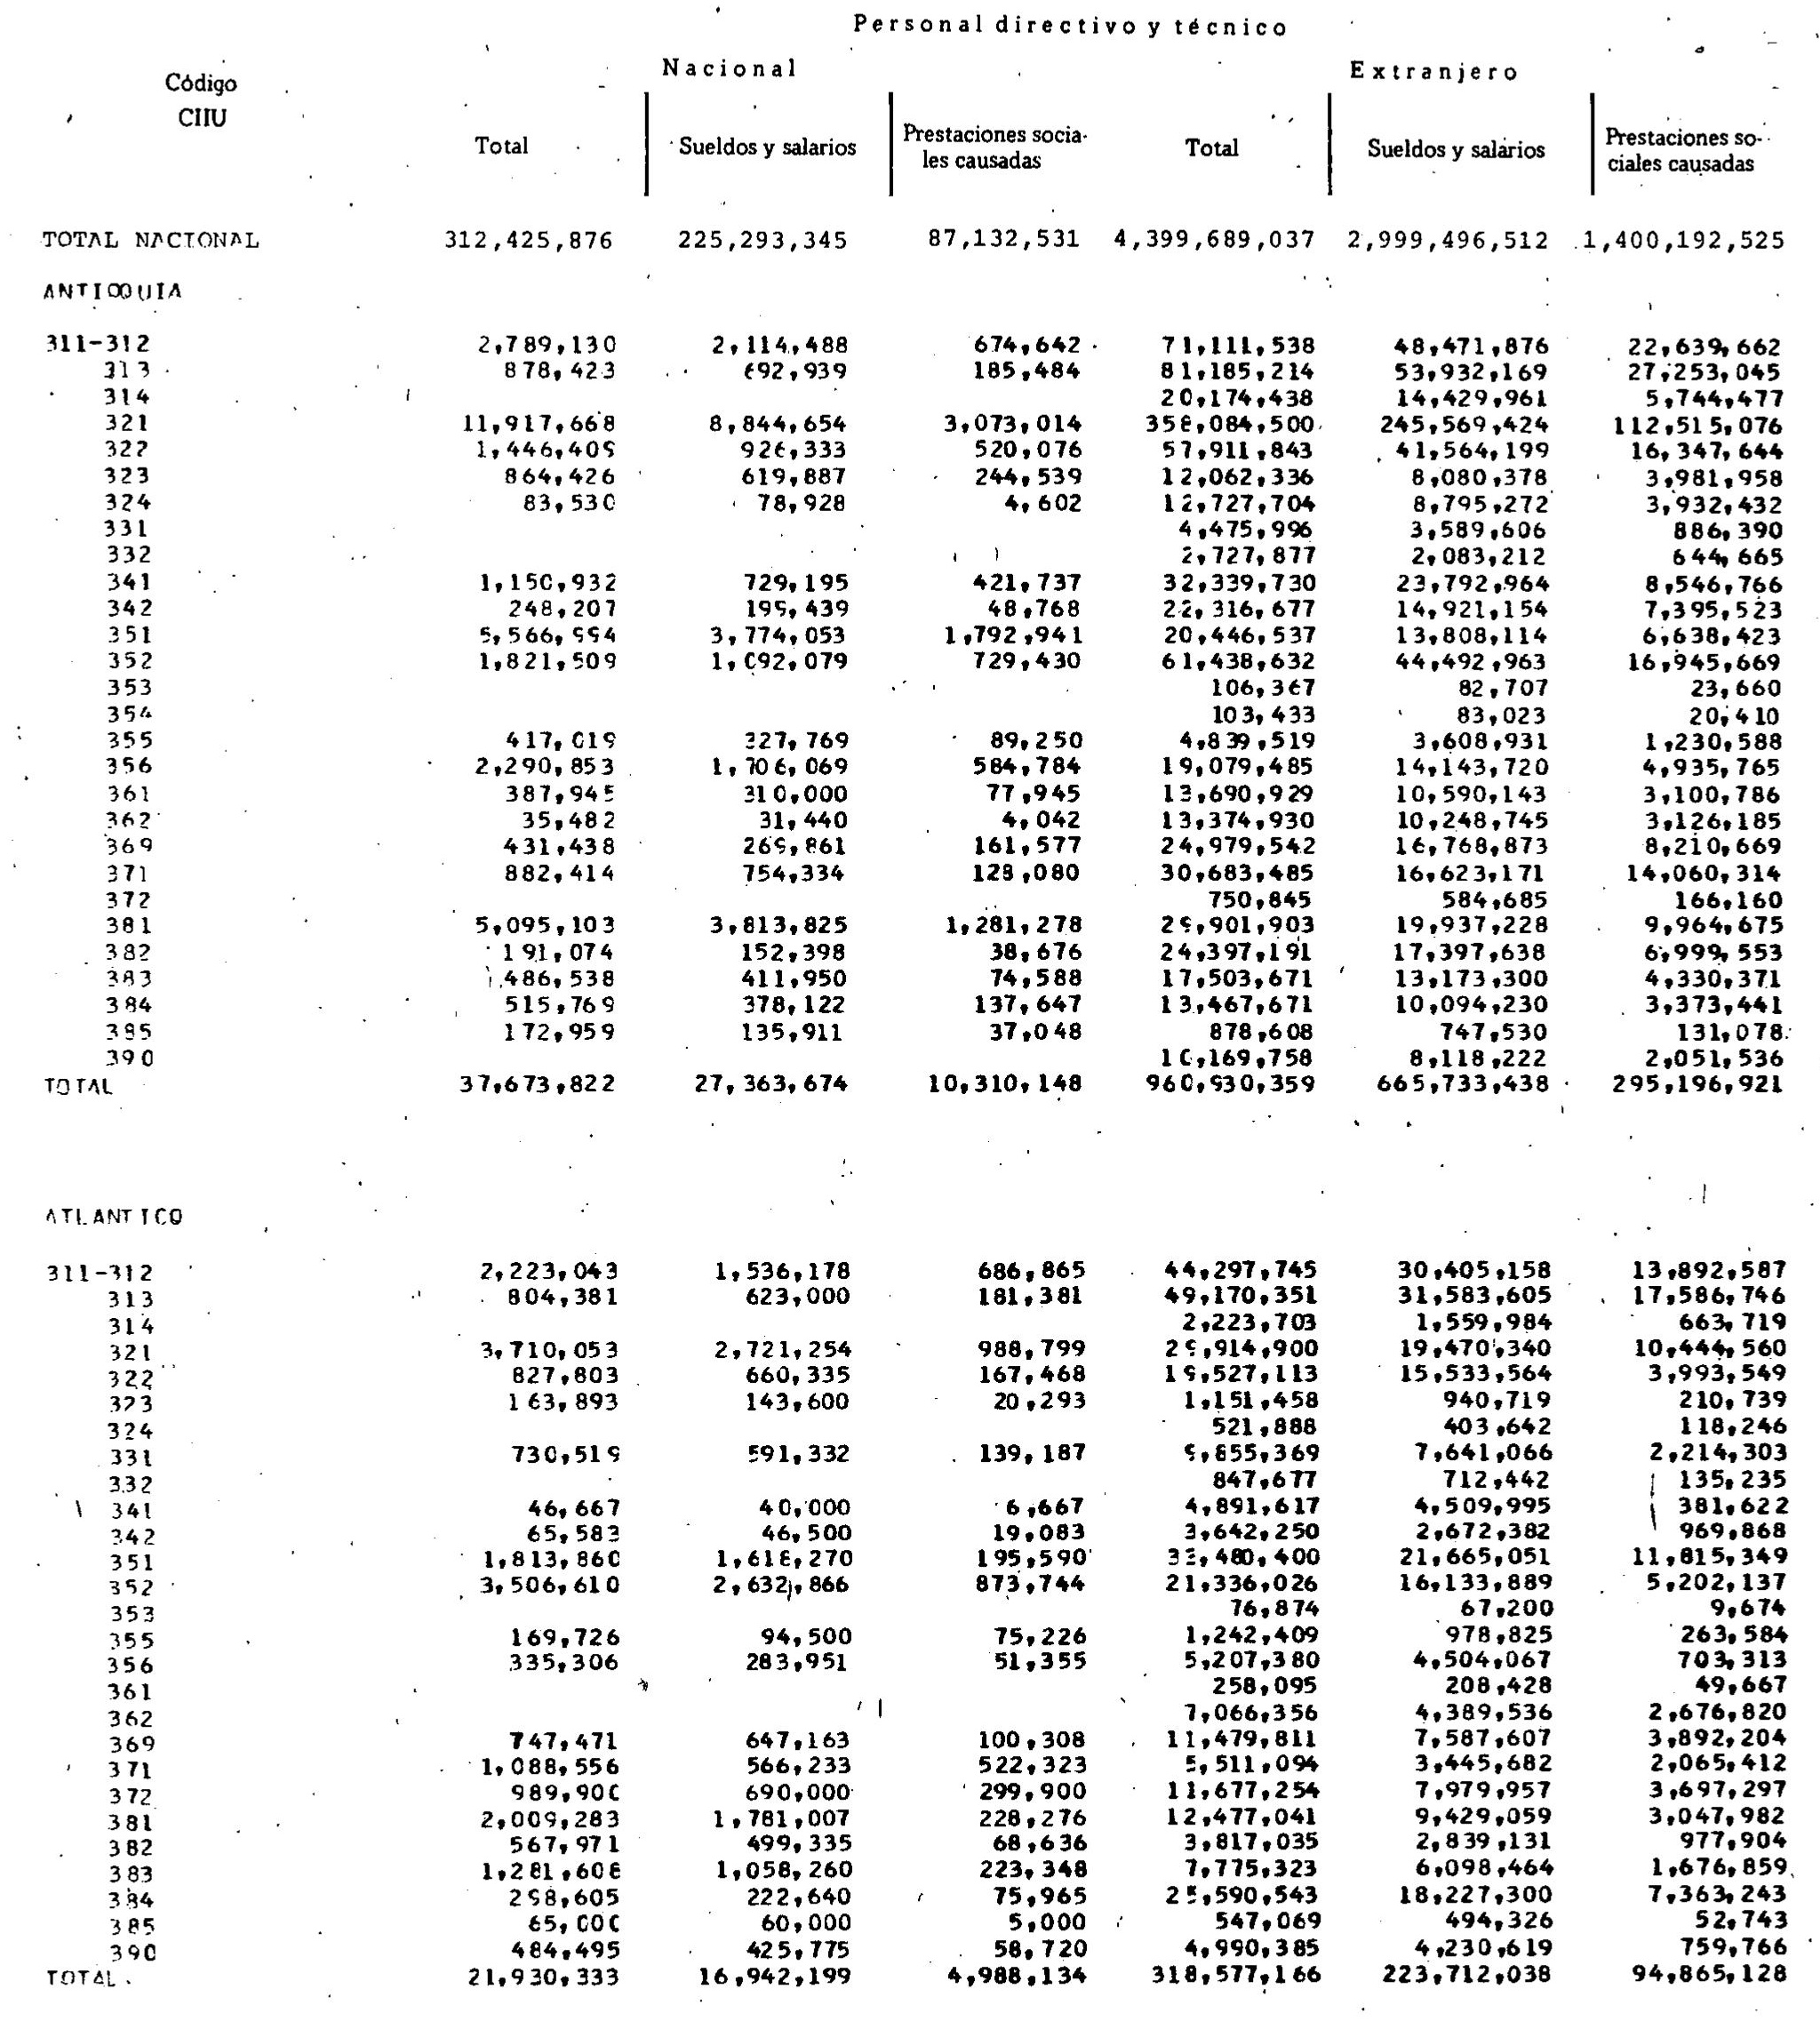 Personal directivo y técnico
Nacional Extranjero
Código
CIIU
Total Sueldos y salarios Prestaciones socia- les causadas Total Sueldos y salarios Prestaciones so- ciales causadas
TOTAL NACIONAL 312,425,876 225,293,345 87,132,531 4,399,689,037 2,999,496,512 1,400,192,525
ANTIOQUIA
311-312 2,789,130 2,114,488 674,642 71,111,538 48,471,876 22,639,662
313 878,423 692,939 185,484 81,185,214 53,932,169 27,253,045
314 20,174,438 14,429,961 5,744,477
321 11,917,668 8,844,654 3,073,014 358,084,500 245,569,424 112,515,076
322 1,446,409 926,333 520,076 57,911,843 41,564,199 16,347,644
323 864,426 619,887 244,539 12,062,336 8,080,378 3,981,958
324 83,530 78,928 4,602 12,727,704 8,795,272 3,932,432
331 4,475,996 3,589,606 886,390
332 2,727,877 2,083,212 644,665
341 1,150,932 729,195 421,737 32,339,730 23,792,964 8,546,766
342 248,207 199,439 48,768 22,316,677 14,921,154 7,395,523
351 5,566,994 3,774,053 1,792,941 20,446,537 13,808,114 6,638,423
352 1,821,509 1,092,079 729,430 61,438,632 44,492,963 16,945,669
353 106,367 82,707 23,660
354 103,433 83,023 20,410
355 417,019 327,769 89,250 4,839,519 3,608,931 1,230,588
356 2,290,853 1,706,069 584,784 19,079,485 14,143,720 4,935,765
361 387,945 310,000 77,945 13,690,929 10,590,143 3,100,786
362 35,482 31,440 4,042 13,374,930 10,248,745 3,126,185
369 431,438 269,861 161,577 24,979,542 16,768,873 8,210,669
371 882,414 754,334 128,080 30,683,485 16,623,171 14,060,314
372 750,845 584,685 166,160
381 5,095,103 3,813,825 1,281,278 29,901,903 19,937,228 9,964,675
382 191,074 152,398 38,676 24,397,191 17,397,638 6,999,553
383 486,538 411,950 74,588 17,503,671 13,173,300 4,330,371
384 515,769 378,122 137,647 13,467,671 10,094,230 3,373,441
385 172,959 135,911 37,048 878,608 747,530 131,078
390 10,169,758 8,118,222 2,051,536
TOTAL 37,673,822 27,363,674 10,310,148 960,930,359 665,733,438 295,196,921
ATLANTICO
311-312 2,223,043 1,536,178 686,865 44,297,745 30,405,158 13,892,587
313 804,381 623,000 181,381 49,170,351 31,583,605 17,586,746
314 2,223,703 1,559,984 663,719
321 3,710,053 2,721,254 988,799 29,914,900 19,470,340 10,444,560
322 827,803 660,335 167,468 19,527,113 15,533,564 3,993,549
323 163,893 143,600 20,293 1,151,458 940,719 210,739
324 521,888 403,642 118,246
331 730,519 591,332 139,187 9,855,369 7,641,066 2,214,303
332 847,677 712,442 135,235
341 46,667 40,000 6,667 4,891,617 4,509,995 381,622
342 65,583 46,500 19,083 3,642,250 2,672,382 969,868
351 1,813,860 1,618,270 195,590 33,480,400 21,665,051 11,815,349
352 3,506,610 2,632,866 873,744 21,336,026 16,133,889 5,202,137
353 76,874 67,200 9,674
355 169,726 94,500 75,226 1,242,409 978,825 263,584
356 335,306 283,951 51,355 5,207,380 4,504,067 703,313
361 258,095 208,428 49,667
362 7,066,356 4,389,536 2,676,820
369 747,471 647,163 100,308 11,479,811 7,587,607 3,892,204
371 1,088,556 566,233 522,323 5,511,094 3,445,682 2,065,412
372 989,900 690,000 299,900 11,677,254 7,979,957 3,697,297
381 2,009,283 1,781,007 228,276 12,477,041 9,429,059 3,047,982
382 567,971 499,335 68,636 3,817,035 2,839,131 977,904
383 1,281,608 1,058,260 223,348 7,775,323 6,098,464 1,676,859
384 298,605 222,640 75,965 25,590,543 18,227,300 7,363,243
385 65,000 60,000 5,000 547,069 494,326 52,743
390 484,495 425,775 58,720 4,990,385 4,230,619 759,766
TOTAL 21,930,333 16,942,199 4,988,134 318,577,166 223,712,038 94,865,128